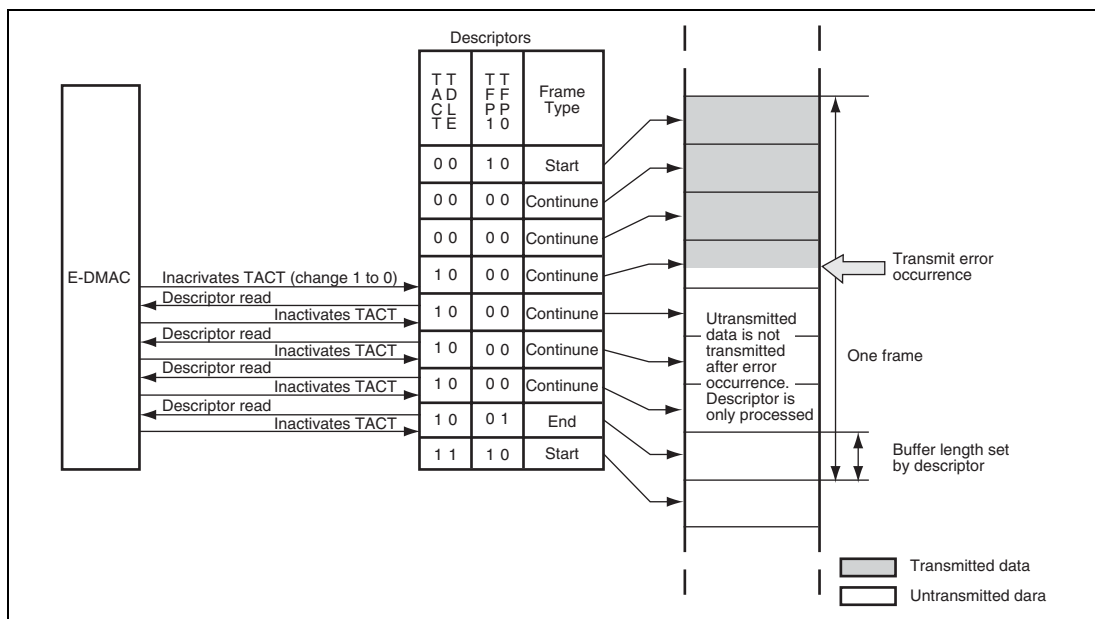 Descriptors
TACT TDLE TFP1 TFP0 Frame Type
0 0 1 0 Start
0 0 0 0 Continune
0 0 0 0 Continune
1 0 0 0 Continune
1 0 0 0 Continune
1 0 0 0 Continune
1 0 0 0 Continune
1 0 0 1 End
1 1 1 0 Start
E-DMAC
Inacrivates TACT (change 1 to 0)
Descriptor read
Inactivates TACT
Descriptor read
Inactivates TACT
Descriptor read
Inactivates TACT
Descriptor read
Inactivates TACT
Transmit error
occurrence
Utransmitted
data is not
transmitted
after error
occurrence.
Descriptor is
only processed
One frame
Buffer length set
by descriptor
Transmitted data
Untransmitted dara